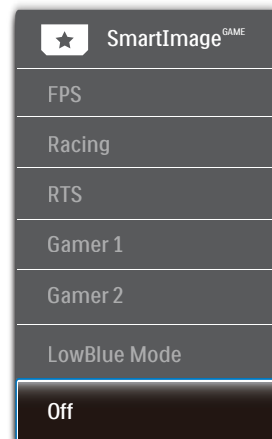 SmartImage GAME
FPS
Racing
RTS
Gamer 1
Gamer 2
LowBlue Mode
Off